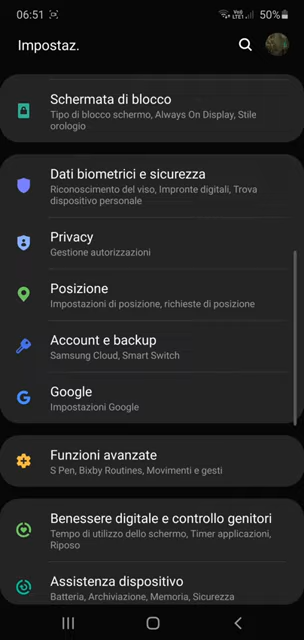 06:51
50%
Impostaz.
Schermata di blocco
Tipo di blocco schermo, Always On Display, Stile
orologio
Dati biometrici e sicurezza
Riconoscimento del viso, Impronte digitali, Trova
dispositivo personale
Privacy
Gestione autorizzazioni
Posizione
Impostazioni di posizione, richieste di posizione
Account e backup
Samsung Cloud, Smart Switch
Google
Impostazioni Google
Funzioni avanzate
S Pen, Bixby Routines, Movimenti e gesti
Benessere digitale e controllo genitori
Tempo di utilizzo dello schermo, Timer applicazioni,
Riposo
Assistenza dispositivo
Batteria, Archiviazione, Memoria, Sicurezza